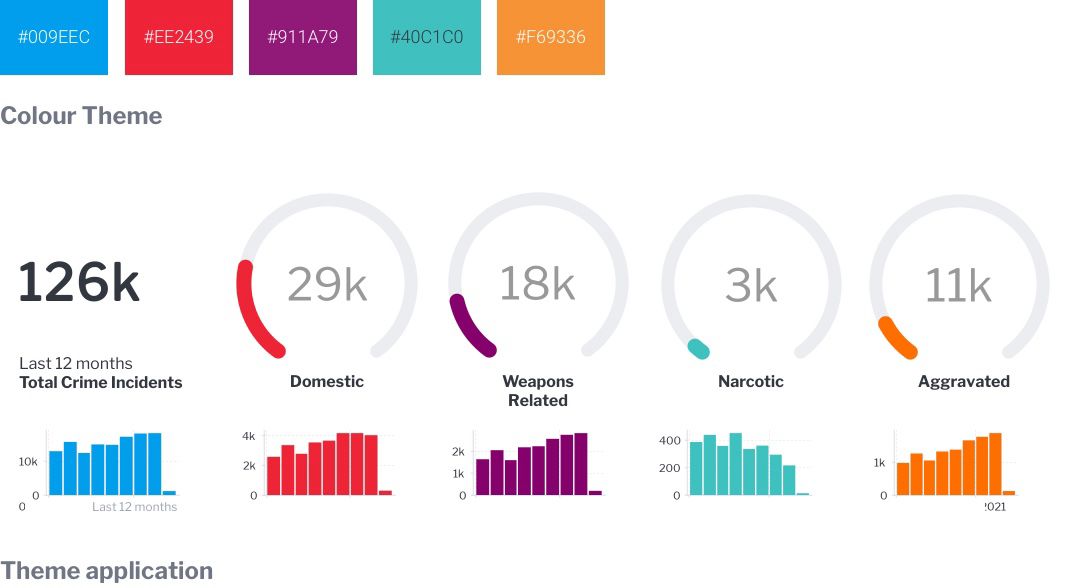 #009EEC #EE2439 #911A79 #40C1C0 #F69336
Colour Theme
126k 29k 18k 3k 11k
Last 12 months
Total Crime Incidents Domestic Weapons Narcotic Aggravated
Related
10k
0
0
Last 12 months
4k
2k
0
2k
1k
0
400
200
0
1k
0
2021
Theme application